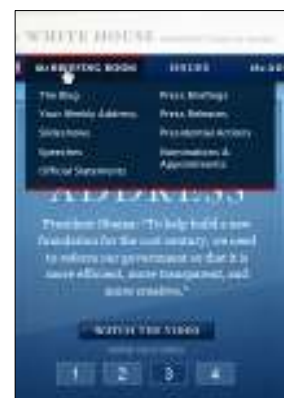 WHITE HOUSE
BRIEFING ROOM ISSUES
The Blog
Your Weekly Address
Slideshows
Speeches
Official Statements
Press Briefings
Press Releases
Presidential Actions
Nominations &
Appointments
ADDRESS
President Obama: "To help build a new
foundation for the 21st century, we need
to reform our government so that it is
more efficient, more transparent, and
more creative."
WATCH THE VIDEO
1 2 3 4